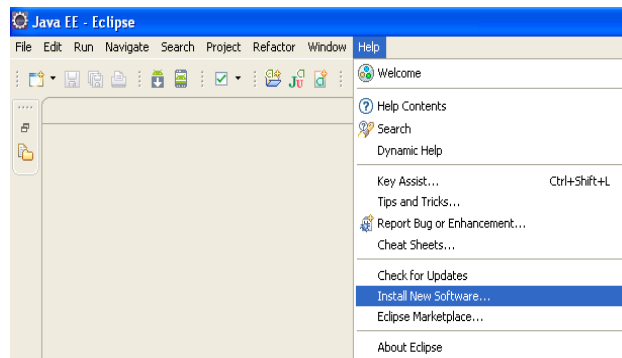 Java EE - Eclipse
File Edit Run Navigate Search Project Refactor Window Help
Welcome
Help Contents
Search
Dynamic Help
Key Assist... Ctrl+Shift+L
Tips and Tricks...
Report Bug or Enhancement...
Cheat Sheets...
Check for Updates
Install New Software...
Eclipse Marketplace...
About Eclipse